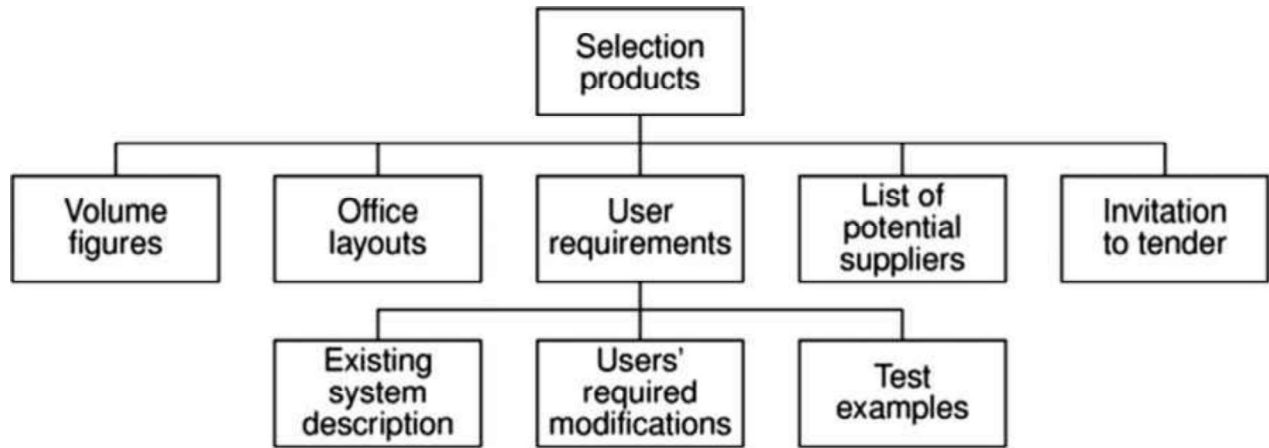 Selection
products
Volume
figures
Office
layouts
User
requirements
List of
potential
suppliers
Invitation
to tender
Existing
system
description
Users'
required
modifications
Test
examples